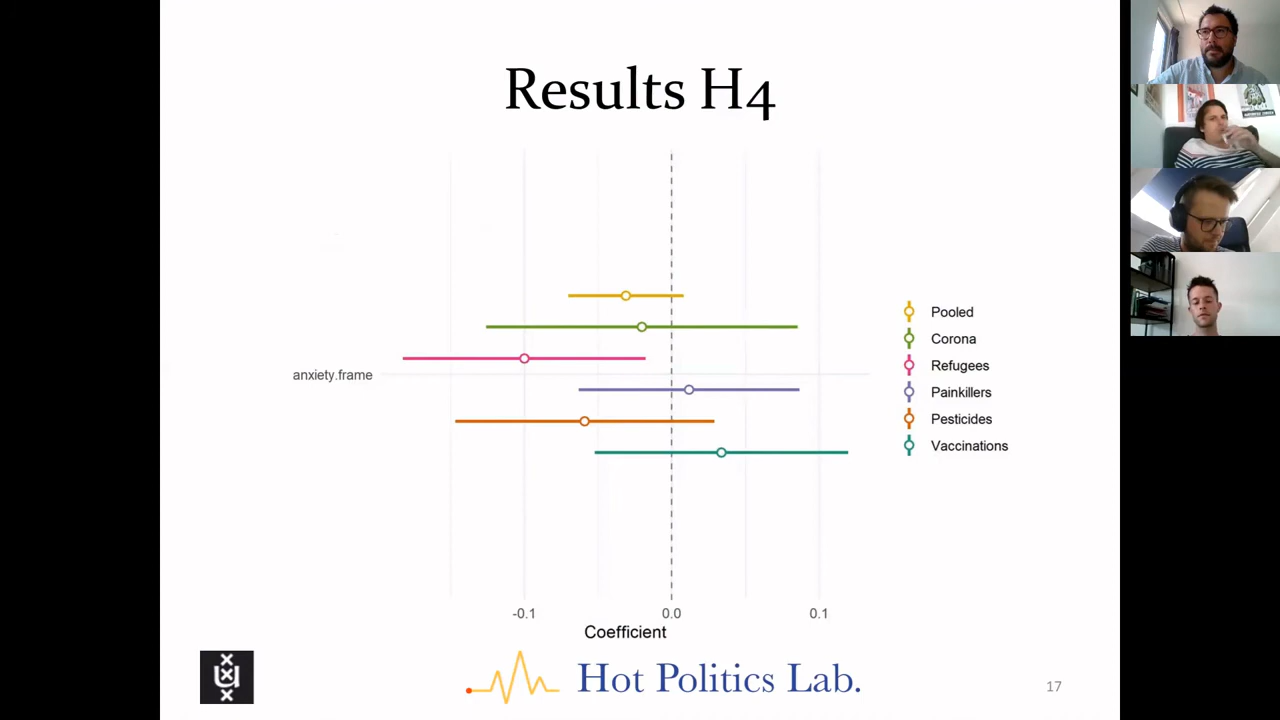 Results H4
anxiety.frame
Pooled
Corona
Refugees
Painkillers
Pesticides
Vaccinations
-0.1
0.0
0.1
Coefficient
Hot Politics Lab.
17